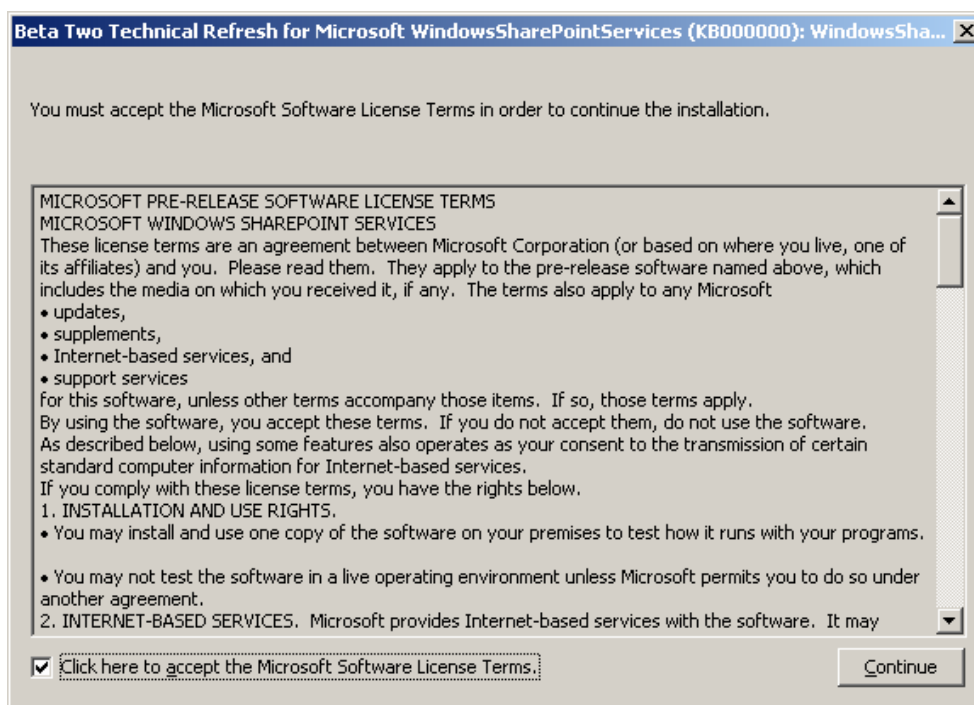 Beta Two Technical Refresh for Microsoft WindowsSharePointServices (KB000000): WindowsSha...
You must accept the Microsoft Software License Terms in order to continue the installation.
MICROSOFT PRE-RELEASE SOFTWARE LICENSE TERMS
MICROSOFT WINDOWS SHAREPOINT SERVICES
These license terms are an agreement between Microsoft Corporation (or based on where you live, one of
its affiliates) and you.  Please read them.  They apply to the pre-release software named above, which
includes the media on which you received it, if any.  The terms also apply to any Microsoft
• updates,
• supplements,
• Internet-based services, and
• support services
for this software, unless other terms accompany those items.  If so, those terms apply.
By using the software, you accept these terms.  If you do not accept them, do not use the software.
As described below, using some features also operates as your consent to the transmission of certain
standard computer information for Internet-based services.
If you comply with these license terms, you have the rights below.
1. INSTALLATION AND USE RIGHTS.
• You may install and use one copy of the software on your premises to test how it runs with your programs.
• You may not test the software in a live operating environment unless Microsoft permits you to do so under
another agreement.
2. INTERNET-BASED SERVICES.  Microsoft provides Internet-based services with the software.  It may
Click here to accept the Microsoft Software License Terms.
Continue